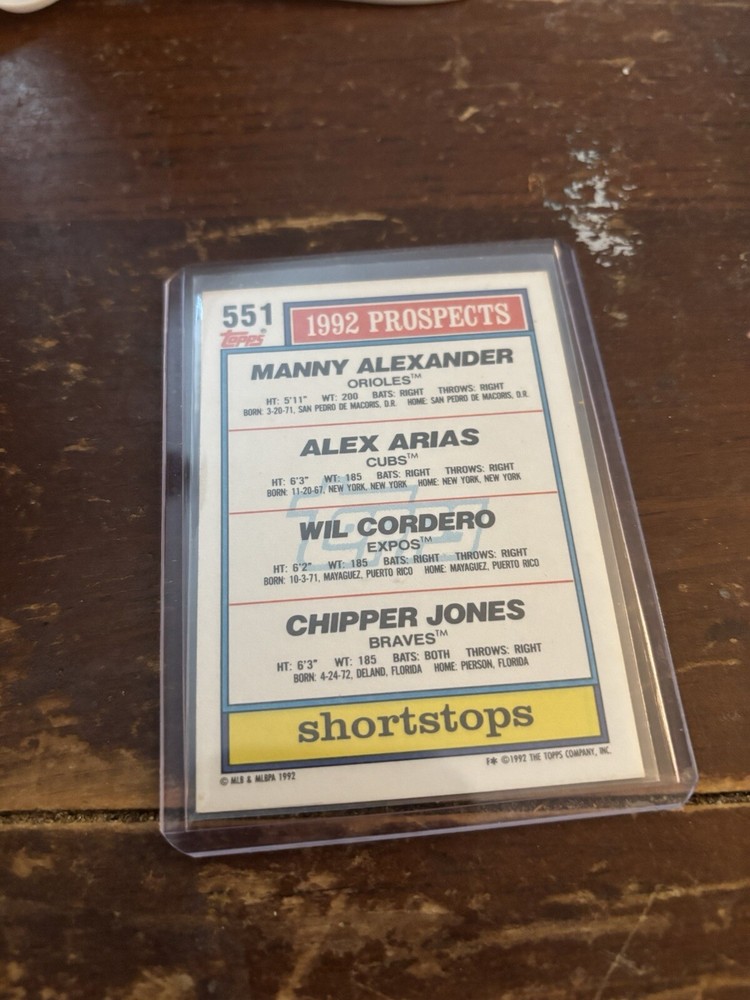 551
topps®
1992 PROSPECTS
MANNY ALEXANDER
ORIOLES™
HT: 5'11" WT: 200 BATS: RIGHT THROWS: RIGHT
BORN: 3-20-71, SAN PEDRO DE MACORIS, D.R. HOME: SAN PEDRO DE MACORIS, D.R.
ALEX ARIAS
CUBS™
HT: 6'3" WT: 185 BATS: RIGHT THROWS: RIGHT
BORN: 11-20-67, NEW YORK, NEW YORK HOME: NEW YORK, NEW YORK
WIL CORDERO
EXPOS™
HT: 6'2" WT: 185 BATS: RIGHT THROWS: RIGHT
BORN: 10-3-71, MAYAGUEZ, PUERTO RICO HOME: MAYAGUEZ, PUERTO RICO
CHIPPER JONES
BRAVES™
HT: 6'3" WT: 185 BATS: BOTH THROWS: RIGHT
BORN: 4-24-72, DELAND, FLORIDA HOME: PIERSON, FLORIDA
shortstops
© MLB & MLBPA 1992
F✻ ©1992 THE TOPPS COMPANY, INC.